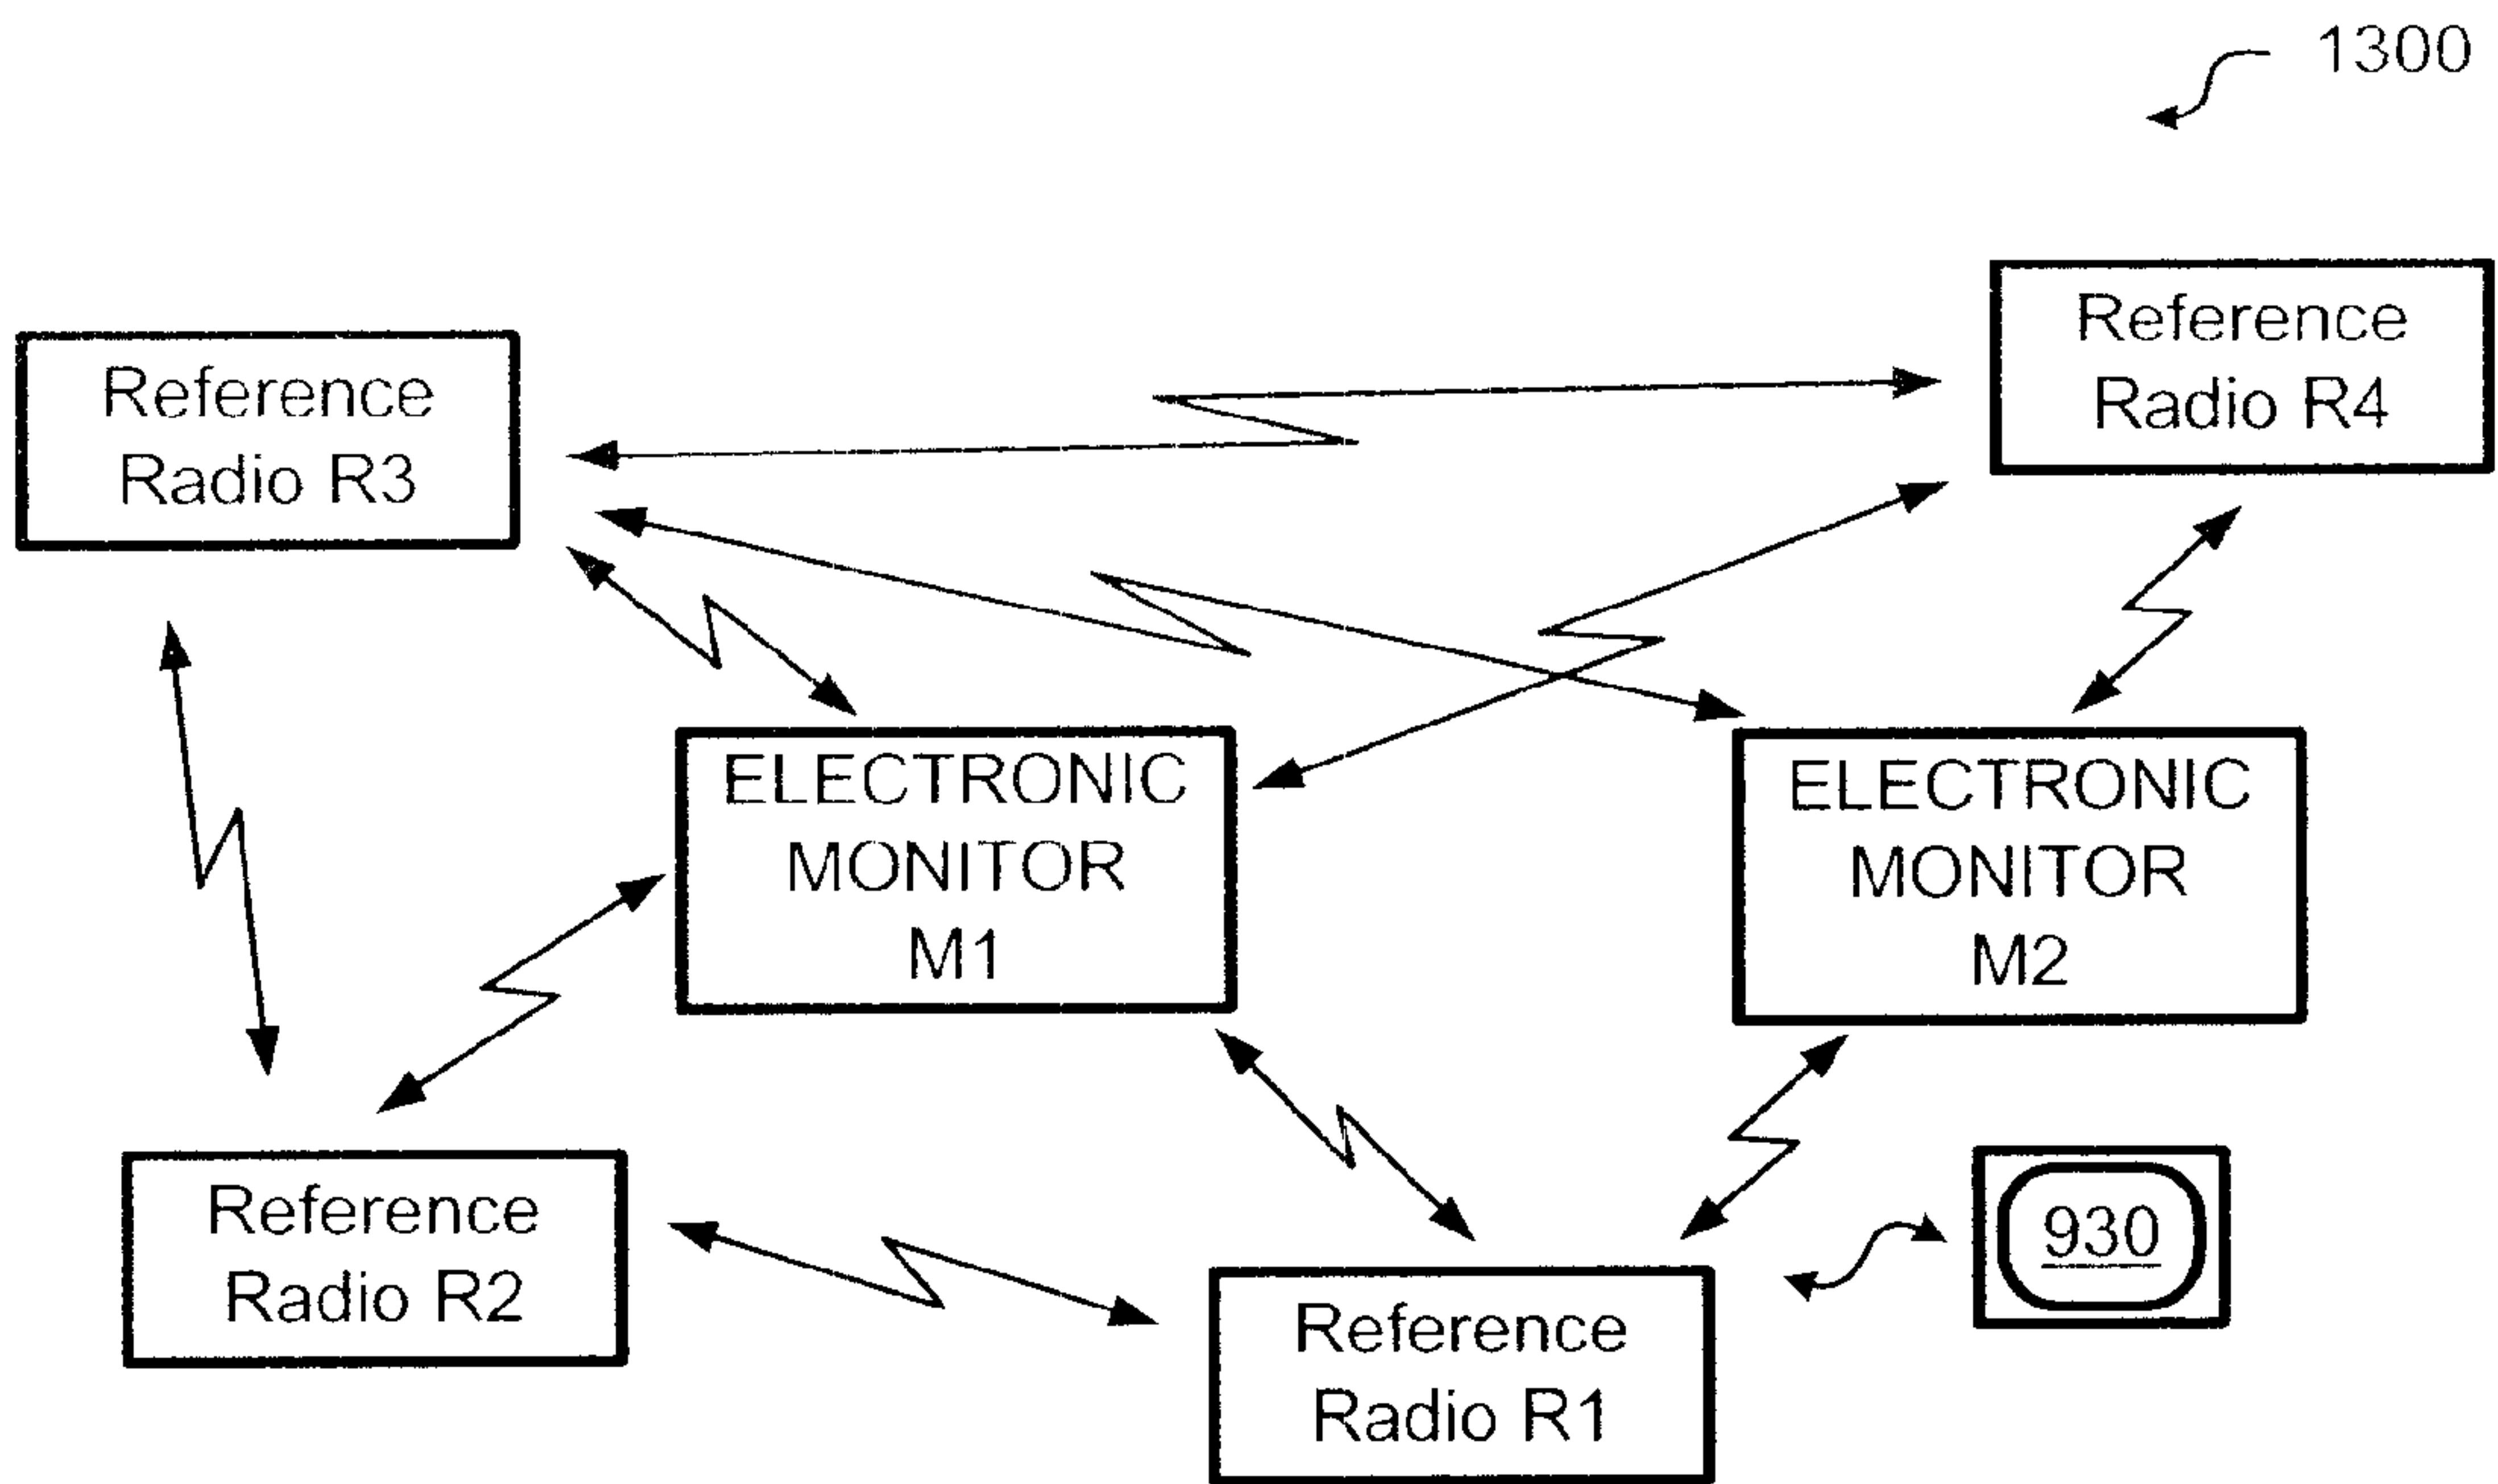 1300
Reference
Radio R4
Reference
Radio R3
ELECTRONIC
MONITOR
M1
ELECTRONIC
MONITOR
M2
Reference
Radio R2
930
Reference
Radio R1